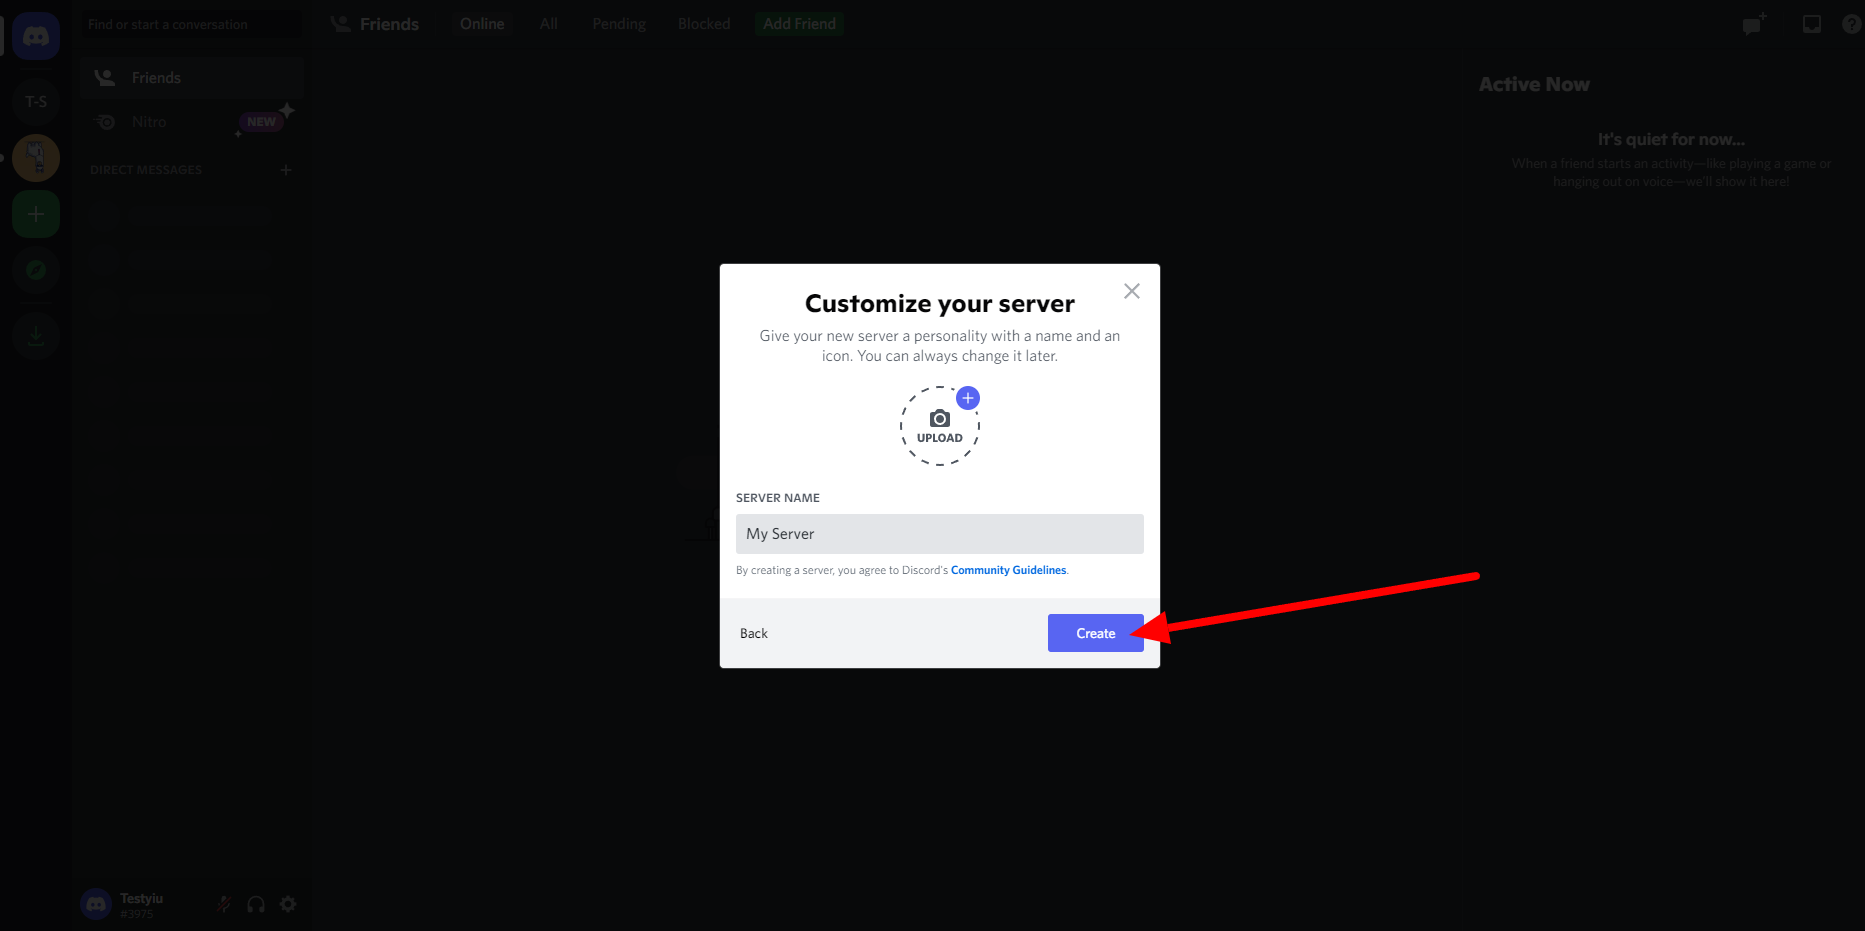 Find or start a conversation
Friends
Online
All
Pending
Blocked
Add Friend
T-S
Friends
Nitro
NEW
DIRECT MESSAGES
Active Now
It's quiet for now...
When a friend starts an activity—like playing a game or
hanging out on voice—we'll show it here!
Customize your server
Give your new server a personality with a name and an
icon. You can always change it later.
UPLOAD
SERVER NAME
My Server
By creating a server, you agree to Discord's Community Guidelines.
Back
Create
Testyiu
#3975